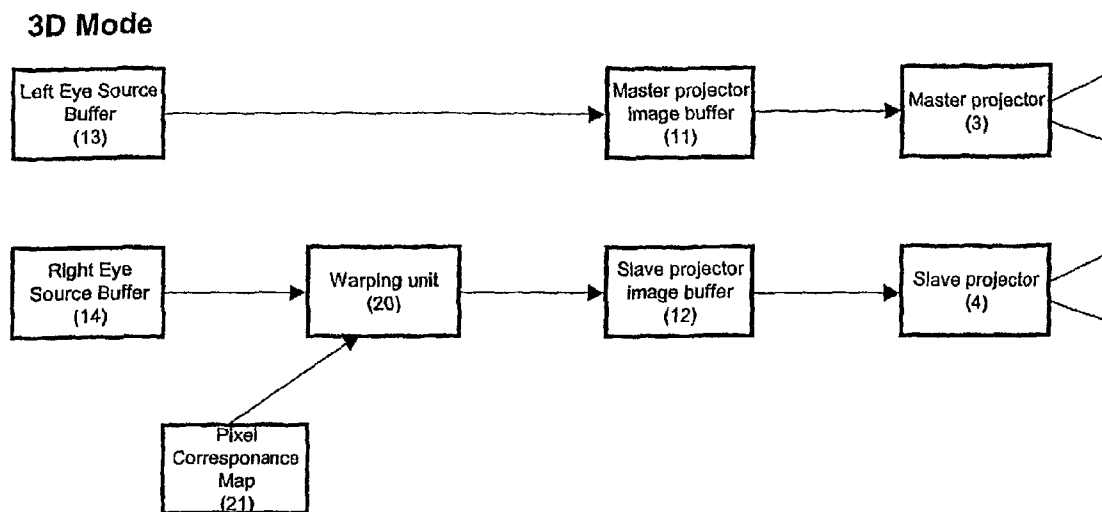 3D Mode
Left Eye Source
Buffer
(13)
Master projector
image buffer
(11)
Master projector
(3)
Right Eye
Source Buffer
(14)
Warping unit
(20)
Slave projector
image buffer
(12)
Slave projector
(4)
Pixel
Corresponance
Map
(21)